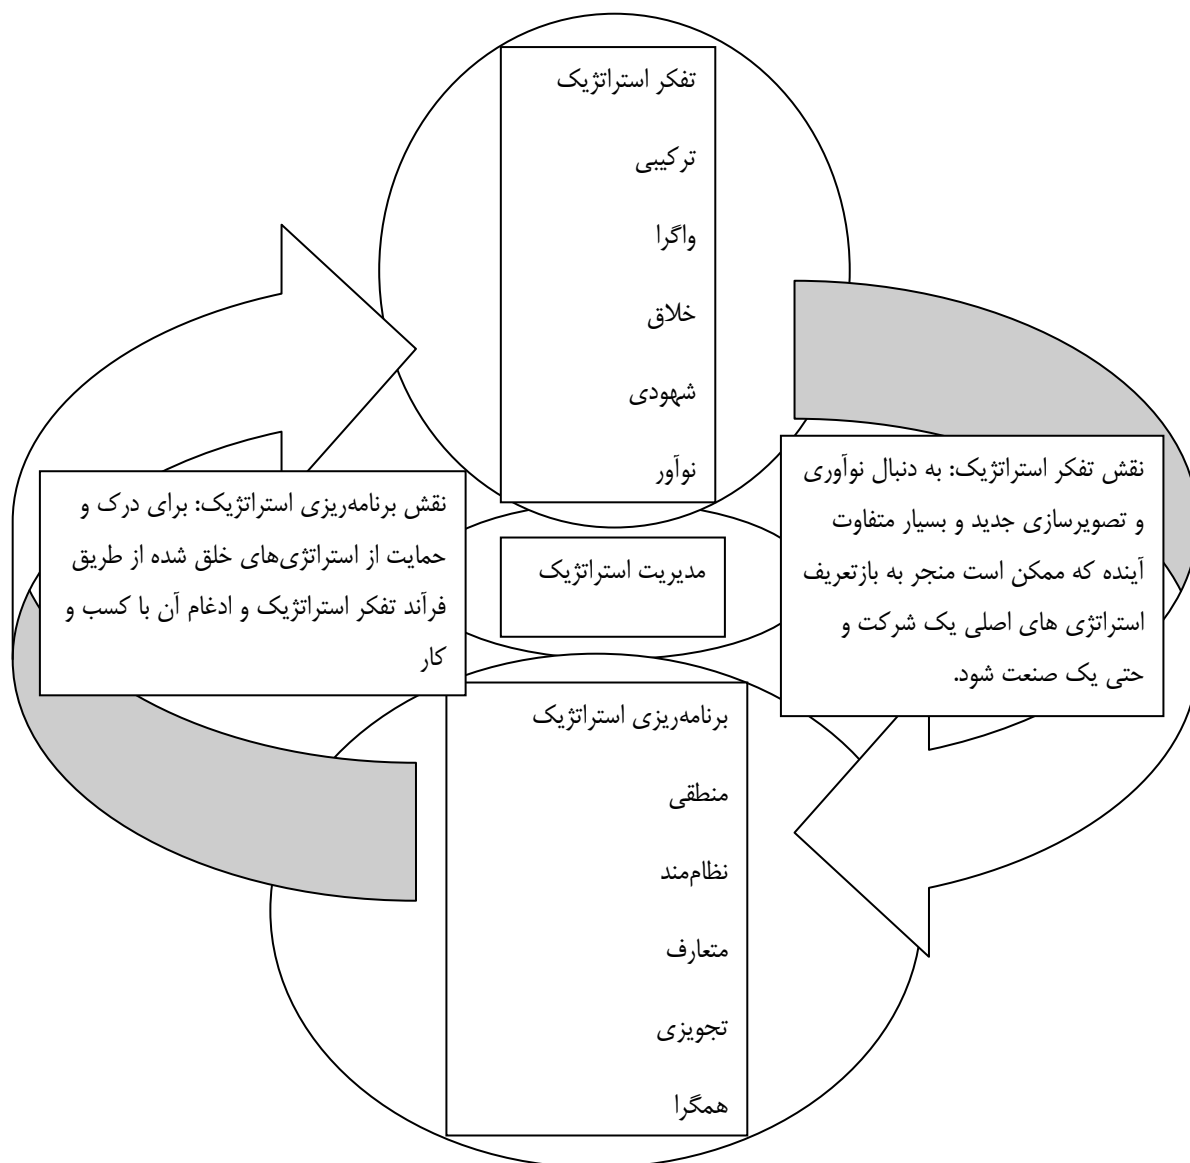 تفکر استراتژیک
ترکیبی
واگرا
خلاق
شهودی
نوآور
نقش تفکر استراتژیک: به دنبال نوآوری
و تصویرسازی جدید و بسیار متفاوت
آینده که ممکن است منجر به بازتعریف
استراتژی های اصلی یک شرکت و
حتی یک صنعت شود.
نقش برنامه‌ریزی استراتژیک: برای درک و
حمایت از استراتژی‌های خلق شده از طریق
فرآند تفکر استراتژیک و ادغام آن با کسب و
کار
مدیریت استراتژیک
برنامه‌ریزی استراتژیک
منطقی
نظام‌مند
متعارف
تجویزی
همگرا